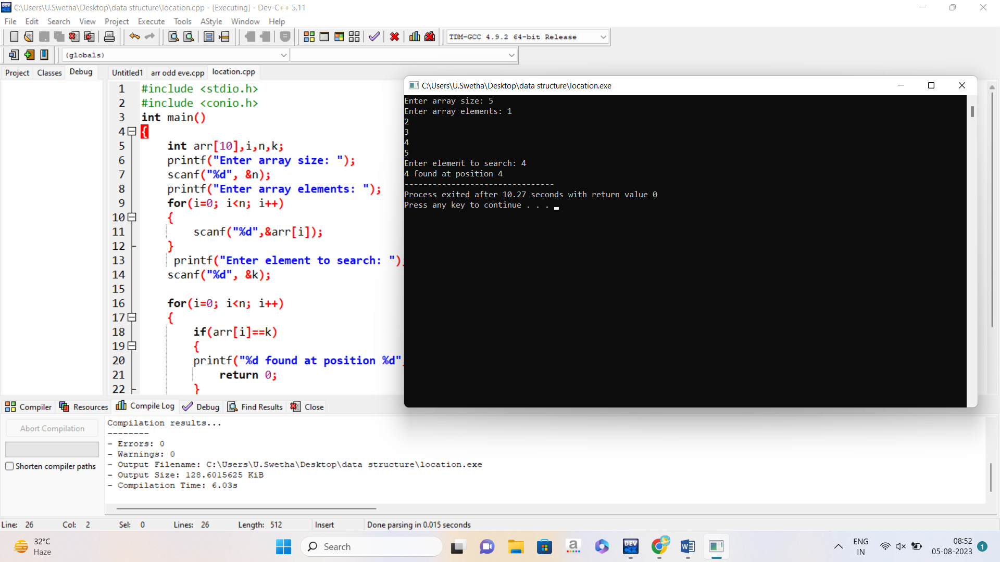 C:\Users\U.Swetha\Desktop\data structure\location.cpp - [Executing] - Dev-C++ 5.11
File Edit Search View Project Execute Tools AStyle Window Help
TDM-GCC 4.9.2 64-bit Release
(globals)
Project Classes Debug
Untitled1 arr odd eve.cpp location.cpp
1 #include <stdio.h>
2 #include <conio.h>
3 int main()
4 {
5 int arr[10],i,n,k;
6 printf("Enter array size: ");
7 scanf("%d", &n);
8 printf("Enter array elements: ");
9 for(i=0; i<n; i++)
10 {
11 scanf("%d",&arr[i]);
12 }
13 printf("Enter element to search: ");
14 scanf("%d", &k);
15
16 for(i=0; i<n; i++)
17 {
18 if(arr[i]==k)
19 {
20 printf("%d found at position %d"
21 return 0;
22 }
C:\Users\U.Swetha\Desktop\data structure\location.exe
Enter array size: 5
Enter array elements: 1
2
3
4
5
Enter element to search: 4
4 found at position 4
--------------------------------
Process exited after 10.27 seconds with return value 0
Press any key to continue . . .
Compiler Resources Compile Log Debug Find Results Close
Abort Compilation
Shorten compiler paths
Compilation results...
--------
- Errors: 0
- Warnings: 0
- Output Filename: C:\Users\U.Swetha\Desktop\data structure\location.exe
- Output Size: 128.6015625 KiB
- Compilation Time: 6.03s
Line: 26 Col: 2 Sel: 0 Lines: 26 Length: 512 Insert Done parsing in 0.015 seconds
32°C
Haze
Search
DEV
ENG
IN
08:52
05-08-2023
1